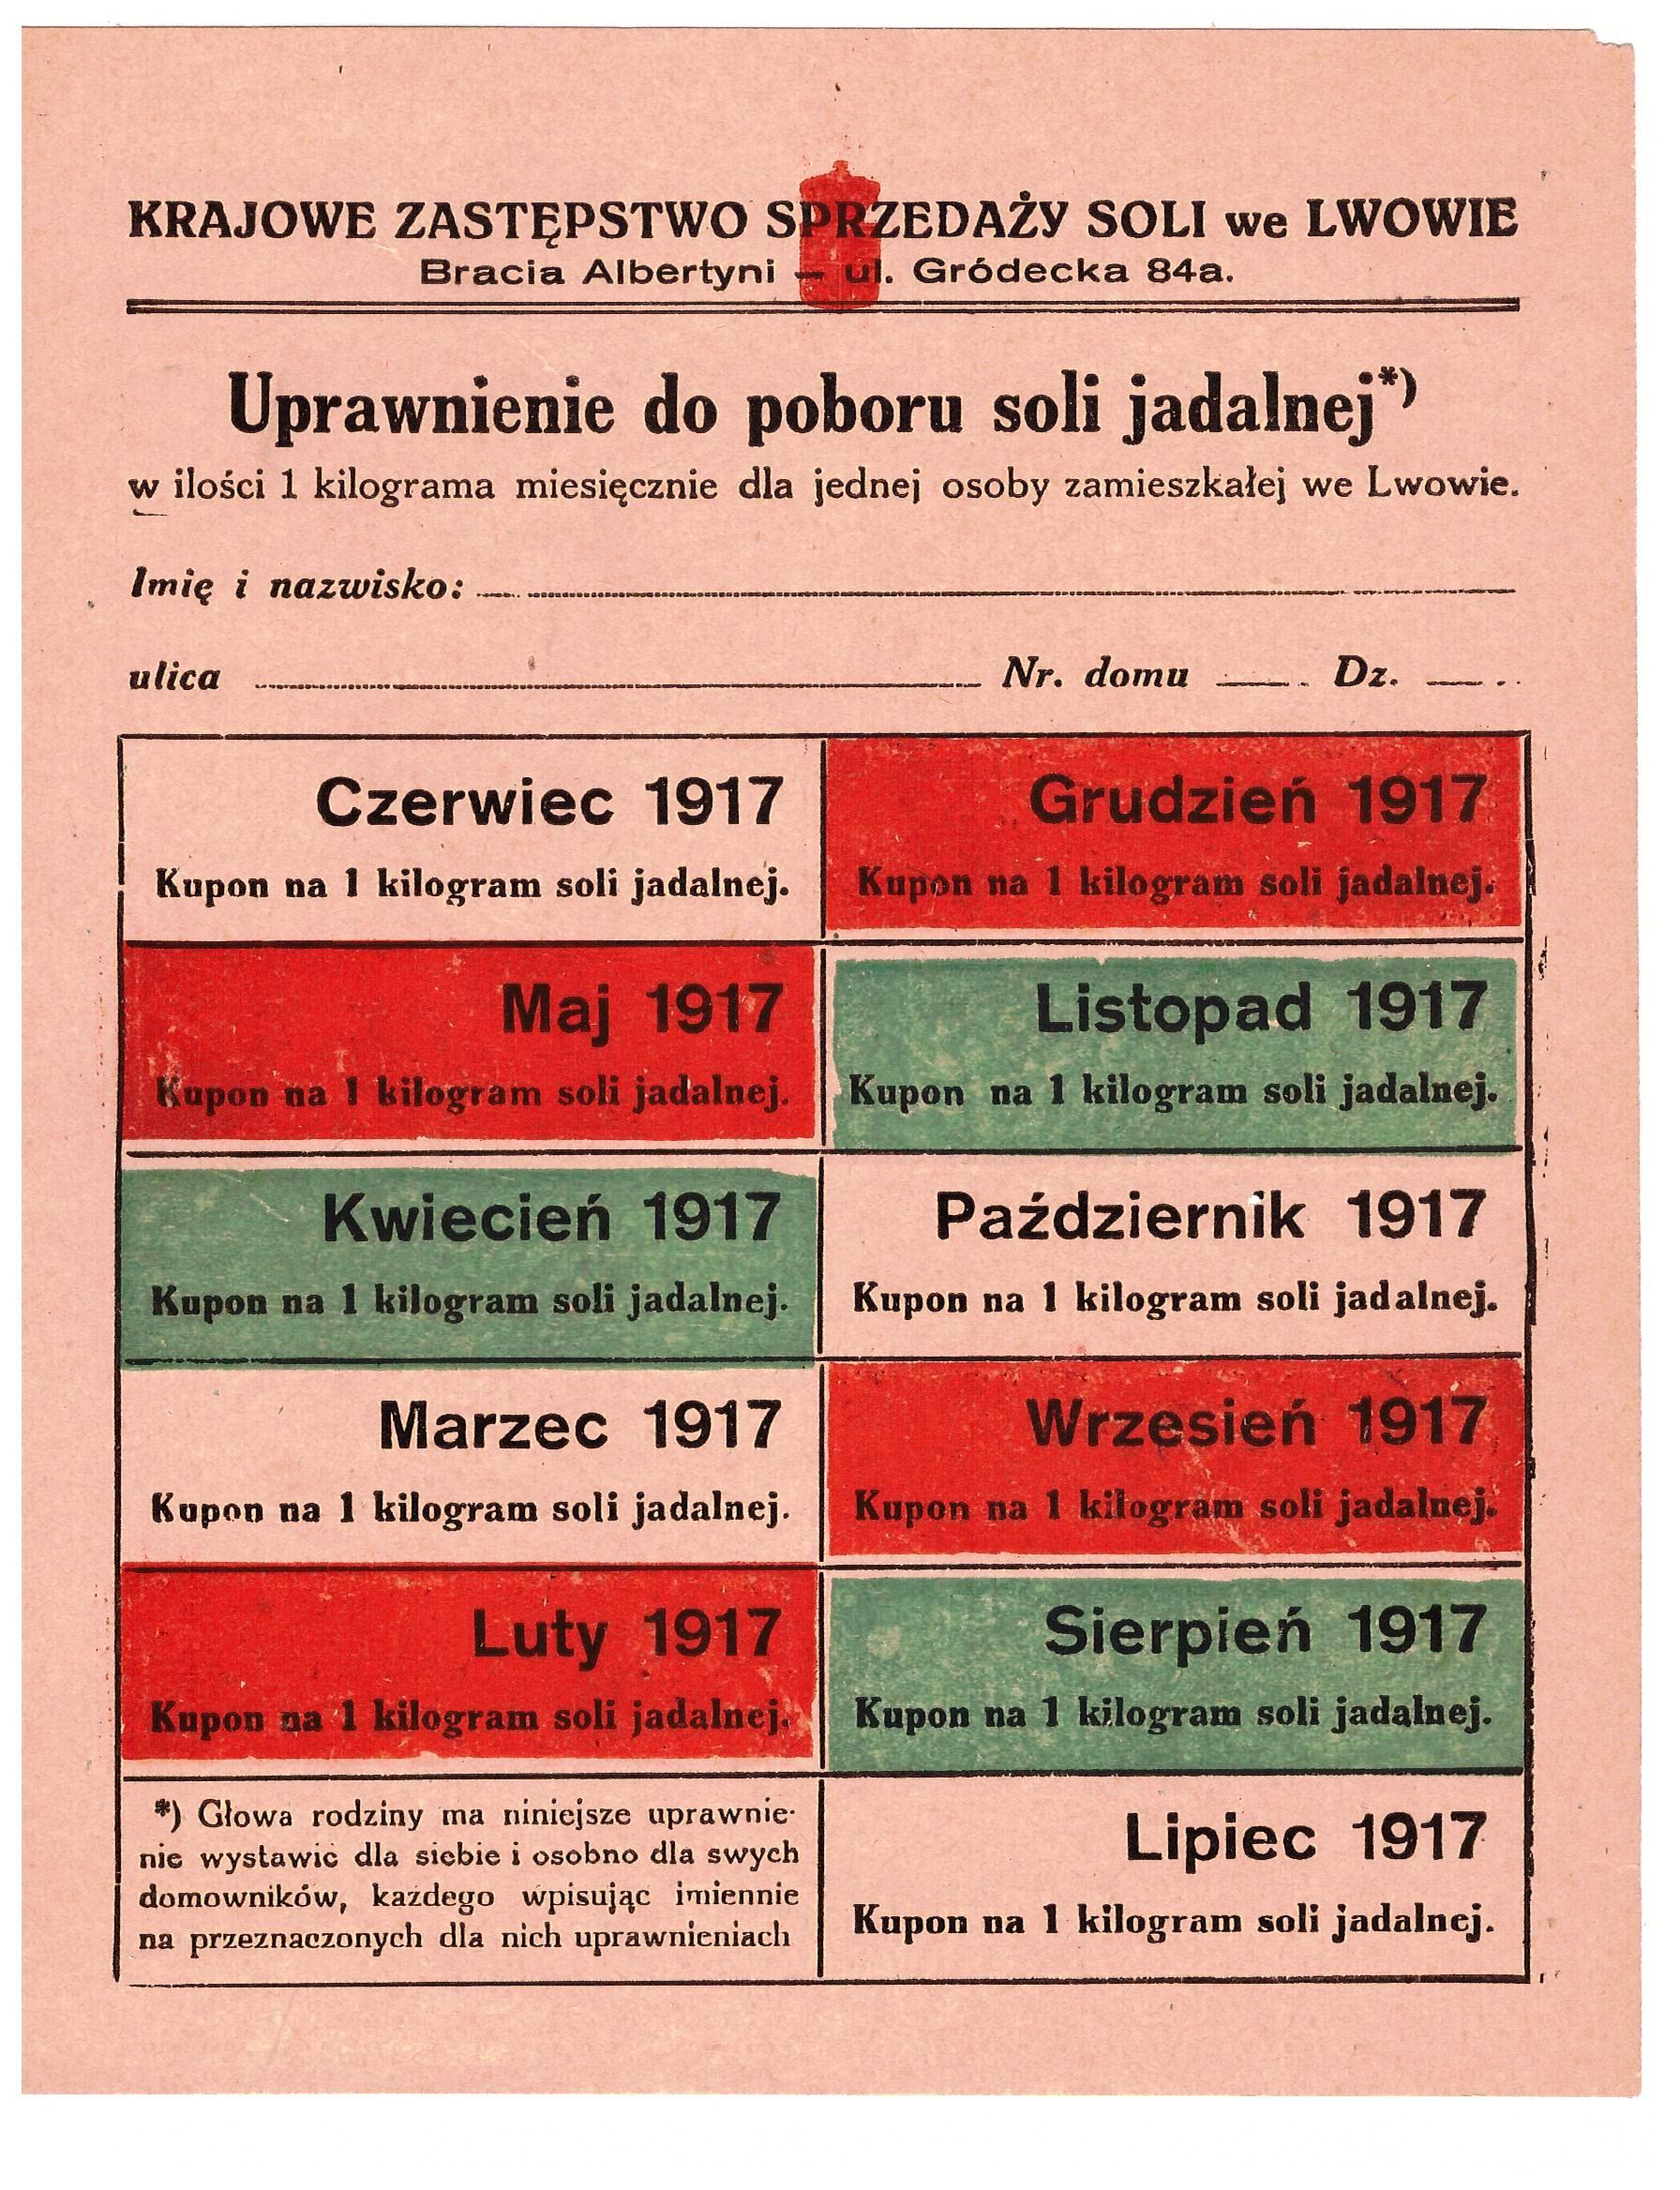 KRAJOWE ZASTĘPSTWO SPRZEDAŻY SOLI we LWOWIE
Bracia Albertyni — ul. Gródecka 84a.
Uprawnienie do poboru soli jadalnej*)
w ilości 1 kilograma miesięcznie dla jednej osoby zamieszkałej we Lwowie.
Imię i nazwisko:
ulica Nr. domu Dz.
Czerwiec 1917
Kupon na 1 kilogram soli jadalnej.
Grudzień 1917
Kupon na 1 kilogram soli jadalnej.
Maj 1917
Kupon na 1 kilogram soli jadalnej.
Listopad 1917
Kupon na 1 kilogram soli jadalnej.
Kwiecień 1917
Kupon na 1 kilogram soli jadalnej.
Październik 1917
Kupon na 1 kilogram soli jadalnej.
Marzec 1917
Kupon na 1 kilogram soli jadalnej.
Wrzesień 1917
Kupon na 1 kilogram soli jadalnej.
Luty 1917
Kupon na 1 kilogram soli jadalnej.
Sierpień 1917
Kupon na 1 kilogram soli jadalnej.
*) Głowa rodziny ma niniejsze uprawnie-
nie wystawić dla siebie i osobno dla swych
domowników, każdego wpisując imiennie
na przeznaczonych dla nich uprawnieniach
Lipiec 1917
Kupon na 1 kilogram soli jadalnej.